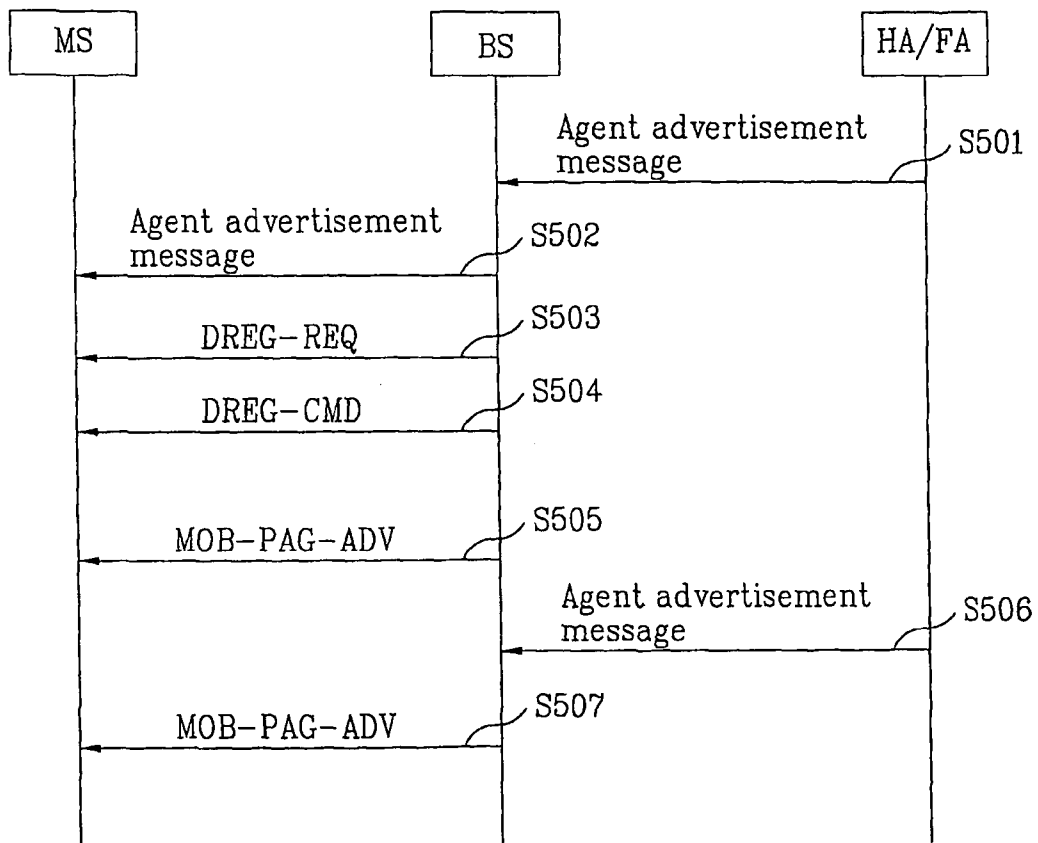 MS
BS
HA/FA
Agent advertisement
message
S501
Agent advertisement
message
S502
DREG-REQ
S503
DREG-CMD
S504
MOB-PAG-ADV
S505
Agent advertisement
message
S506
MOB-PAG-ADV
S507